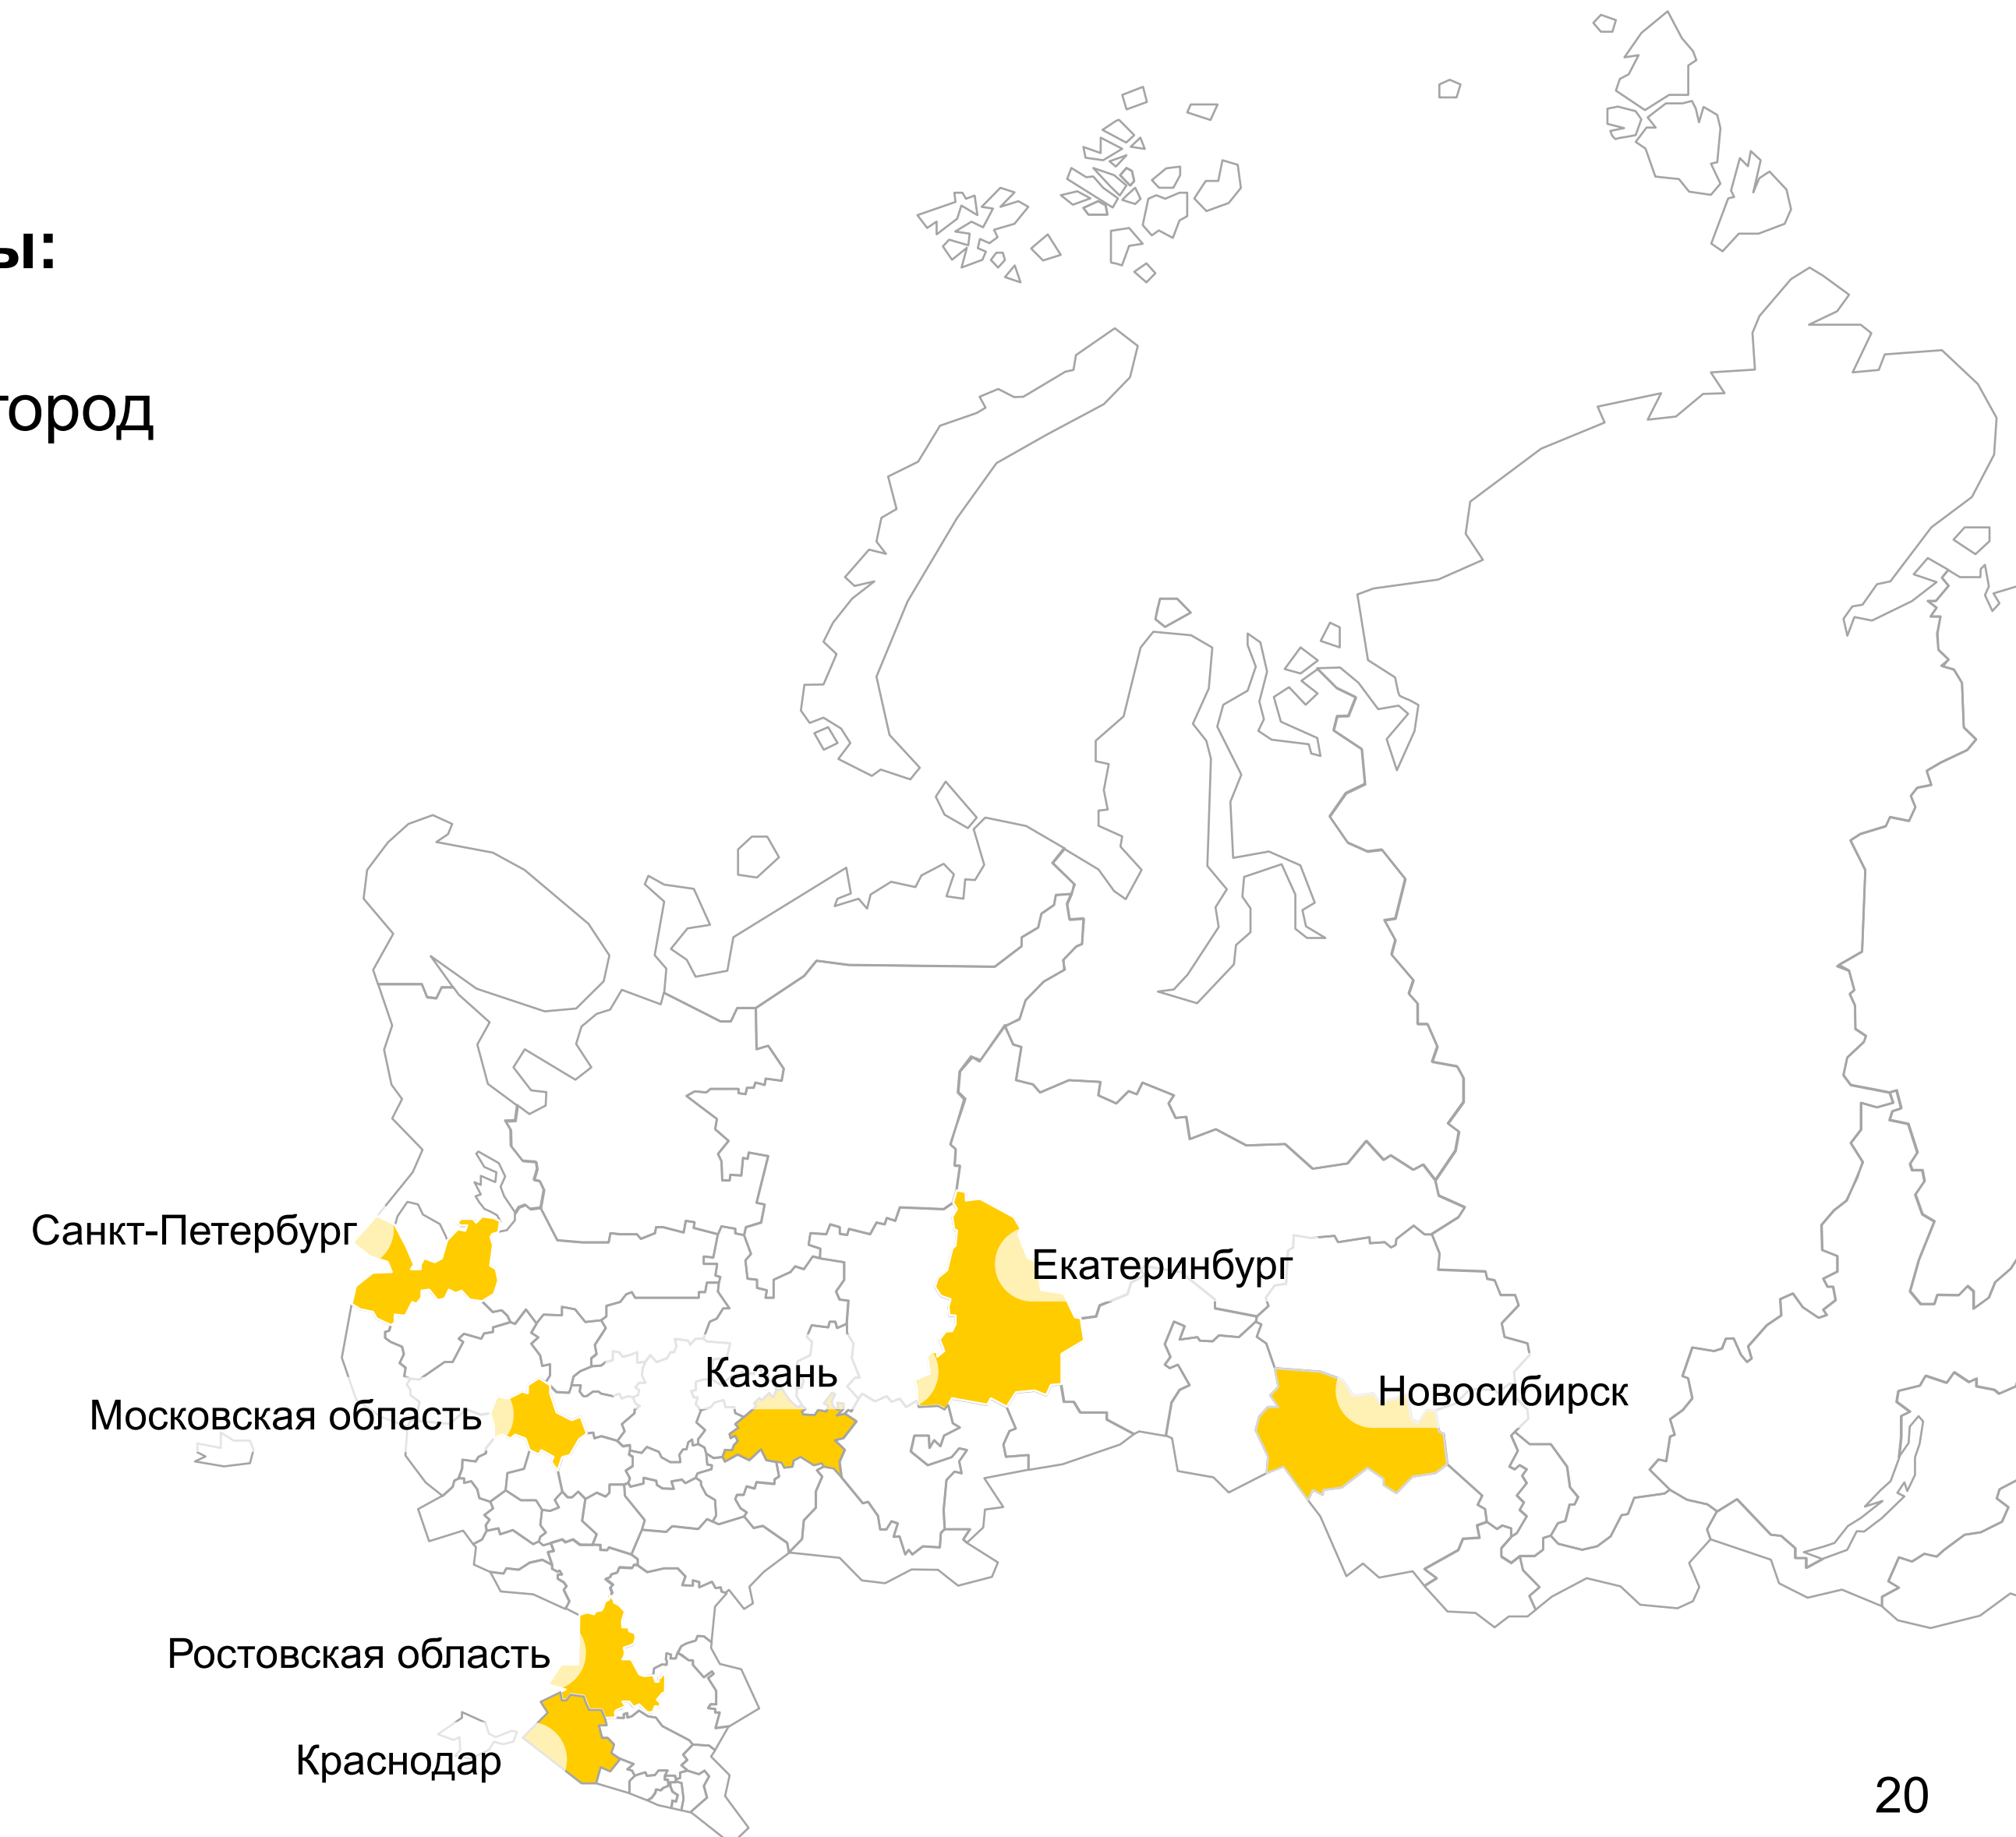 ы:
город
Санкт-Петербург
Екатеринбург
Казань
Новосибирск
Московская область
Ростовская область
Краснодар
20